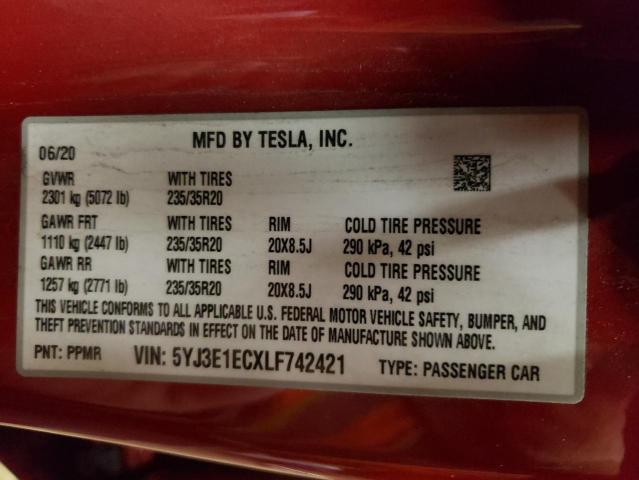 MFD BY TESLA, INC.
06/20
GVWR WITH TIRES
2301 kg (5072 lb) 235/35R20
GAWR FRT WITH TIRES RIM COLD TIRE PRESSURE
1110 kg (2447 lb) 235/35R20 20X8.5J 290 kPa, 42 psi
GAWR RR WITH TIRES RIM COLD TIRE PRESSURE
1257 kg (2771 lb) 235/35R20 20X8.5J 290 kPa, 42 psi
THIS VEHICLE CONFORMS TO ALL APPLICABLE U.S. FEDERAL MOTOR VEHICLE SAFETY, BUMPER, AND
THEFT PREVENTION STANDARDS IN EFFECT ON THE DATE OF MANUFACTURE SHOWN ABOVE.
PNT: PPMR VIN: 5YJ3E1ECXLF742421 TYPE: PASSENGER CAR